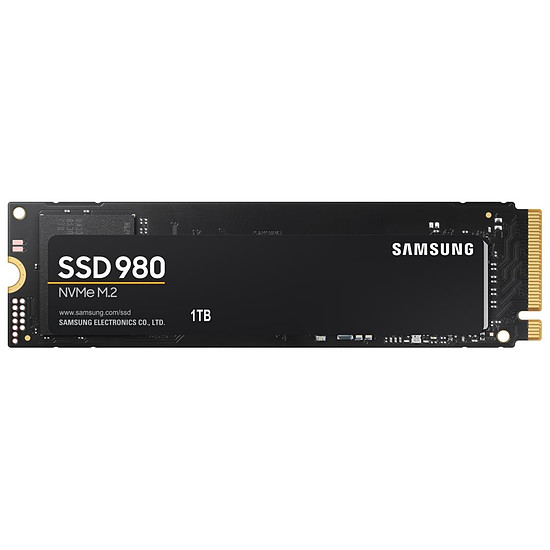 SSD 980
NVMe M.2
www.samsung.com/ssd
SAMSUNG ELECTRONICS CO., LTD.
1TB
SAMSUNG